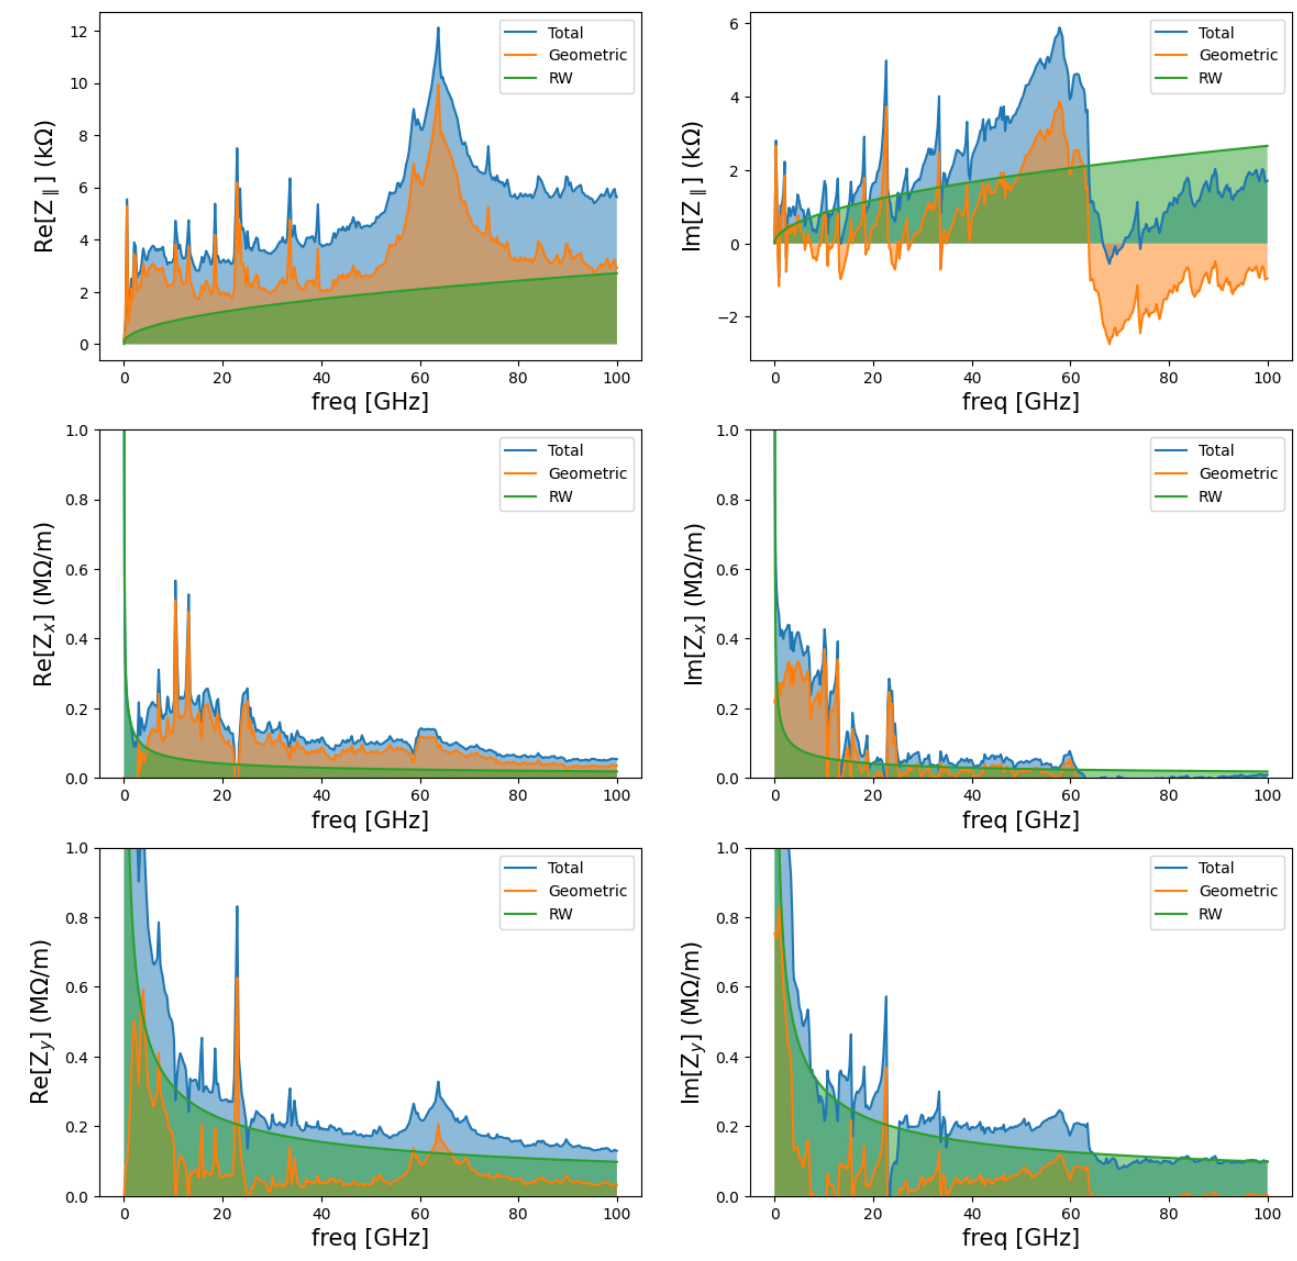 Re[Z∥] (kΩ)
12
10
8
6
4
2
0
0 20 40 60 80 100
freq [GHz]
Total
Geometric
RW
Im[Z∥] (kΩ)
6
4
2
0
−2
0 20 40 60 80 100
freq [GHz]
Total
Geometric
RW
Re[Zx] (MΩ/m)
1.0
0.8
0.6
0.4
0.2
0.0
0 20 40 60 80 100
freq [GHz]
Total
Geometric
RW
Im[Zx] (MΩ/m)
1.0
0.8
0.6
0.4
0.2
0.0
0 20 40 60 80 100
freq [GHz]
Total
Geometric
RW
Re[Zy] (MΩ/m)
1.0
0.8
0.6
0.4
0.2
0.0
0 20 40 60 80 100
freq [GHz]
Total
Geometric
RW
Im[Zy] (MΩ/m)
1.0
0.8
0.6
0.4
0.2
0.0
0 20 40 60 80 100
freq [GHz]
Total
Geometric
RW